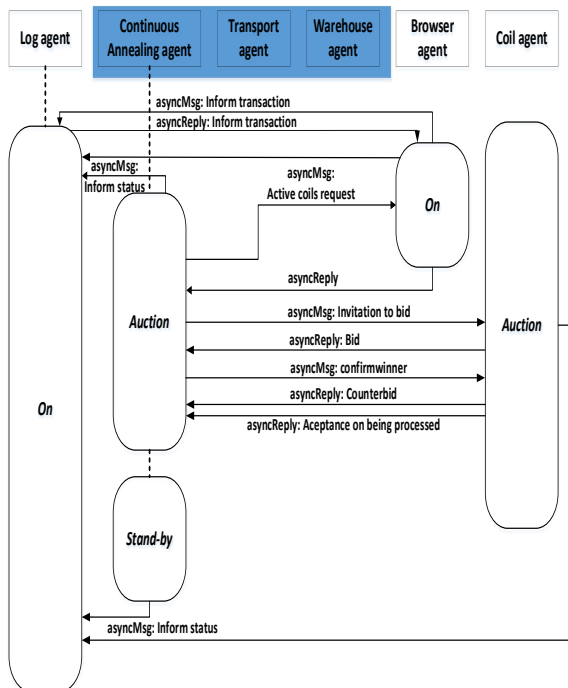 Log agent
Continuous
Annealing agent
Transport
agent
Warehouse
agent
Browser
agent
Coil agent
asyncMsg: Inform transaction
asyncReply: Inform transaction
asyncMsg:
Inform status
asyncMsg:
Active coils request
On
asyncReply
asyncMsg: Invitation to bid
Auction
Auction
asyncReply: Bid
asyncMsg: confirmwinner
asyncReply: Counterbid
On
asyncReply: Aceptance on being processed
Stand-by
asyncMsg: Inform status